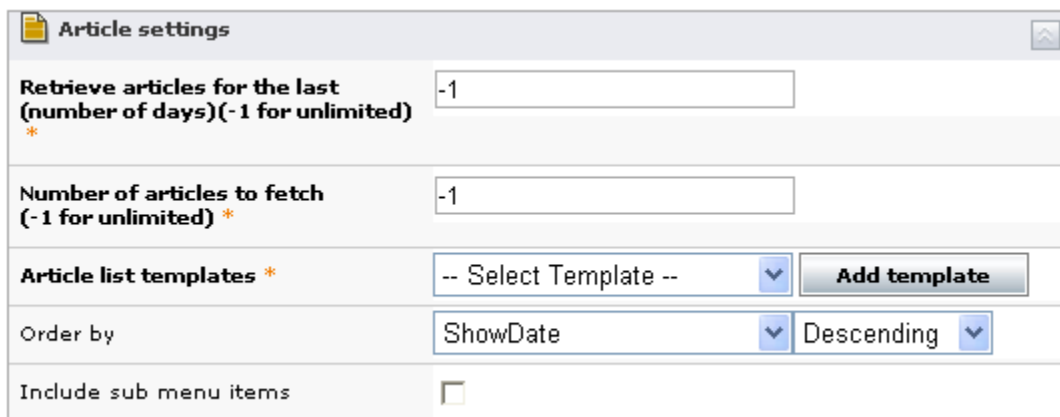 Article settings
Retrieve articles for the last
(number of days)(-1 for unlimited)
*
-1
Number of articles to fetch
(-1 for unlimited) *
-1
Article list templates *
-- Select Template --
Add template
Order by
ShowDate
Descending
Include sub menu items